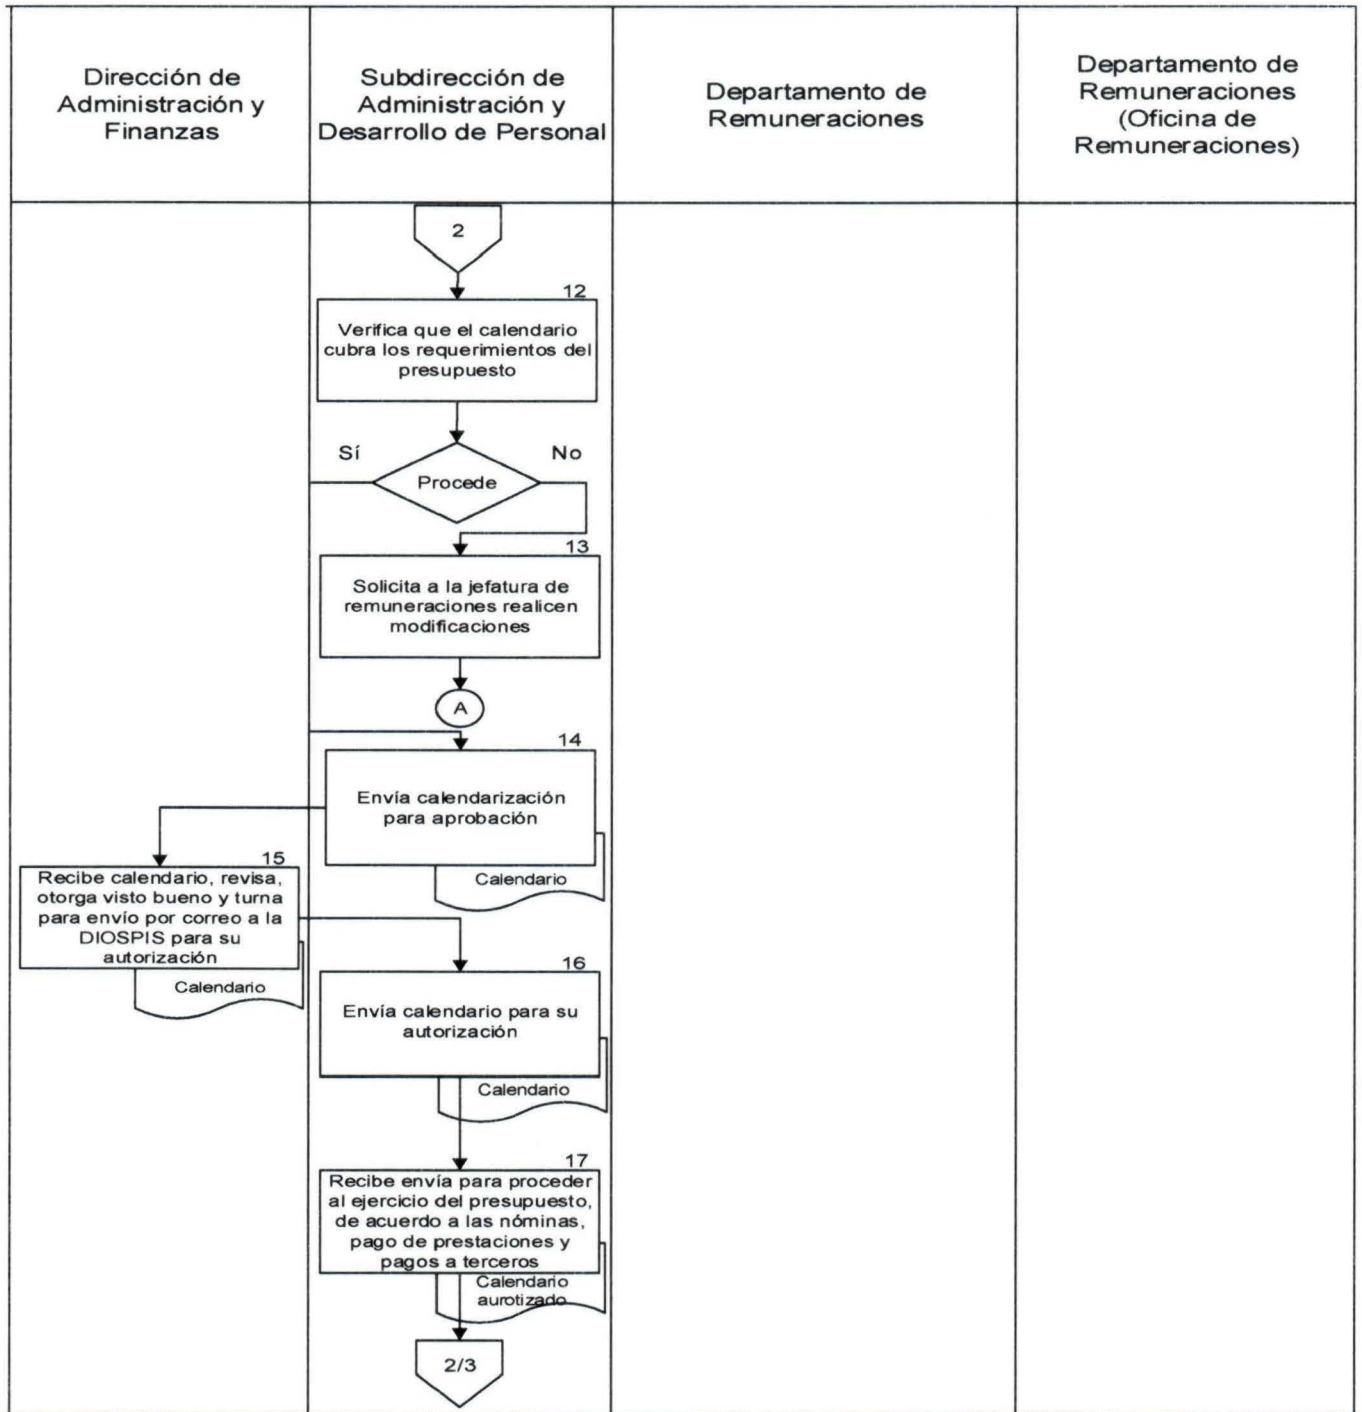 Dirección de
Administración y
Finanzas
Subdirección de
Administración y
Desarrollo de Personal
Departamento de
Remuneraciones
Departamento de
Remuneraciones
(Oficina de
Remuneraciones)
2
12
Verifica que el calendario
cubra los requerimientos del
presupuesto
Sí
No
Procede
13
Solicita a la jefatura de
remuneraciones realicen
modificaciones
A
14
Envía calendarización
para aprobación
Calendario
15
Recibe calendario, revisa,
otorga visto bueno y turna
para envío por correo a la
DIOSPIS para su
autorización
Calendario
16
Envía calendario para su
autorización
Calendario
17
Recibe envía para proceder
al ejercicio del presupuesto,
de acuerdo a las nóminas,
pago de prestaciones y
pagos a terceros
Calendario
aurotizado
2/3